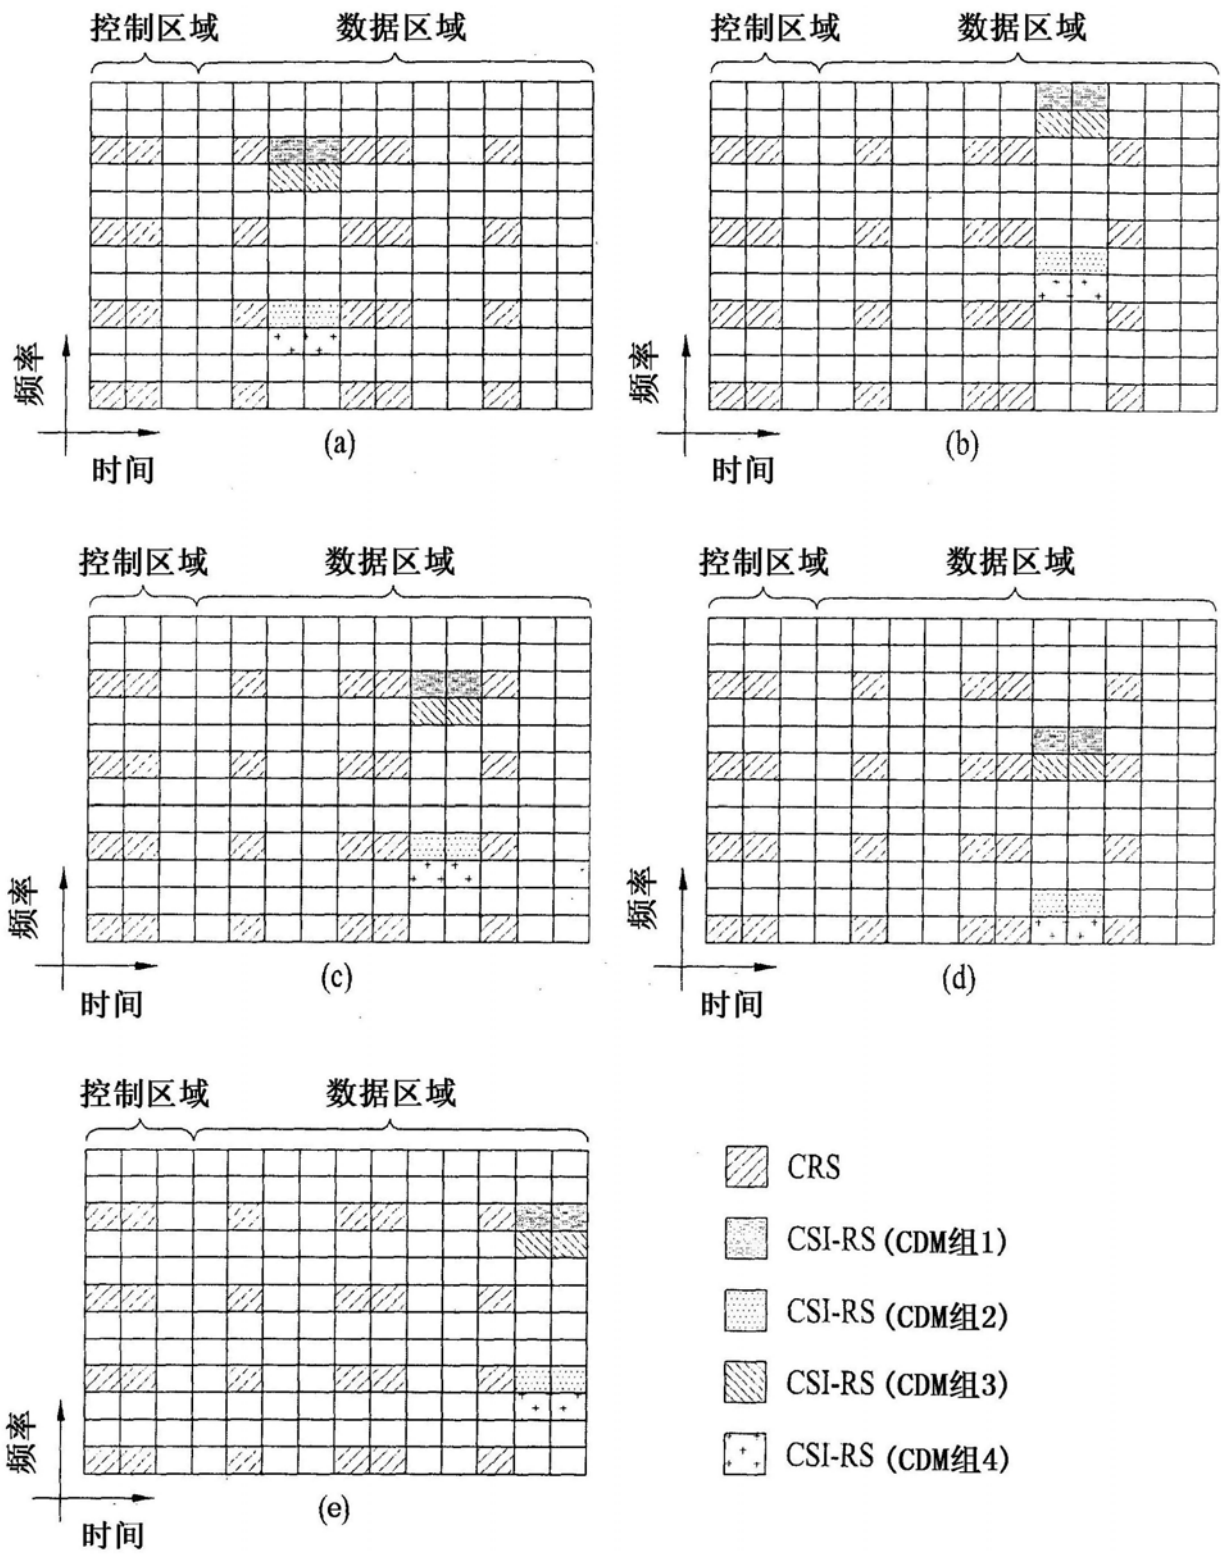 控制区域 数据区域
频率
时间
(a)
控制区域 数据区域
频率
时间
(b)
控制区域 数据区域
频率
时间
(c)
控制区域 数据区域
频率
时间
(d)
控制区域 数据区域
频率
时间
(e)
CRS
CSI-RS (CDM组1)
CSI-RS (CDM组2)
CSI-RS (CDM组3)
CSI-RS (CDM组4)